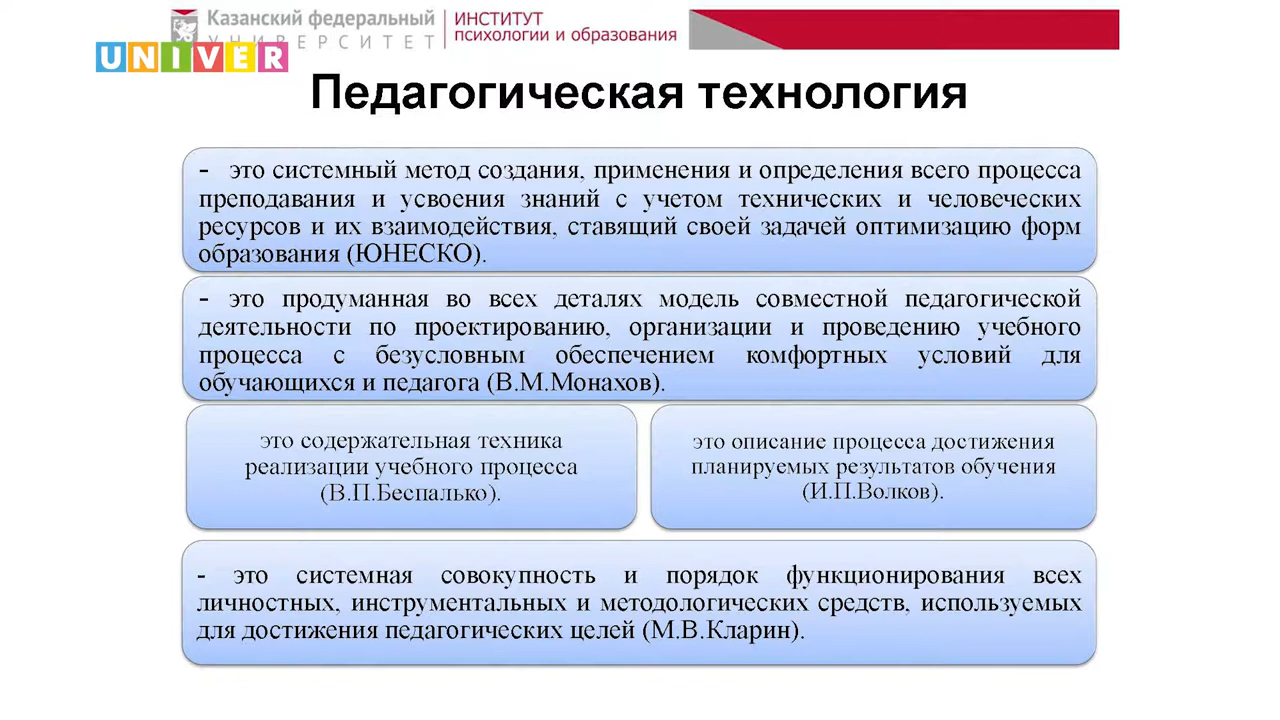 Казанский федеральный
УНИВЕРСИТЕТ
ИНСТИТУТ
психологии и образования
UNIVER
Педагогическая технология
- это системный метод создания, применения и определения всего процесса
преподавания и усвоения знаний с учетом технических и человеческих
ресурсов и их взаимодействия, ставящий своей задачей оптимизацию форм
образования (ЮНЕСКО).
- это продуманная во всех деталях модель совместной педагогической
деятельности по проектированию, организации и проведению учебного
процесса с безусловным обеспечением комфортных условий для
обучающихся и педагога (В.М.Монахов).
это содержательная техника
реализации учебного процесса
(В.П.Беспалько).
это описание процесса достижения
планируемых результатов обучения
(И.П.Волков).
- это системная совокупность и порядок функционирования всех
личностных, инструментальных и методологических средств, используемых
для достижения педагогических целей (М.В.Кларин).